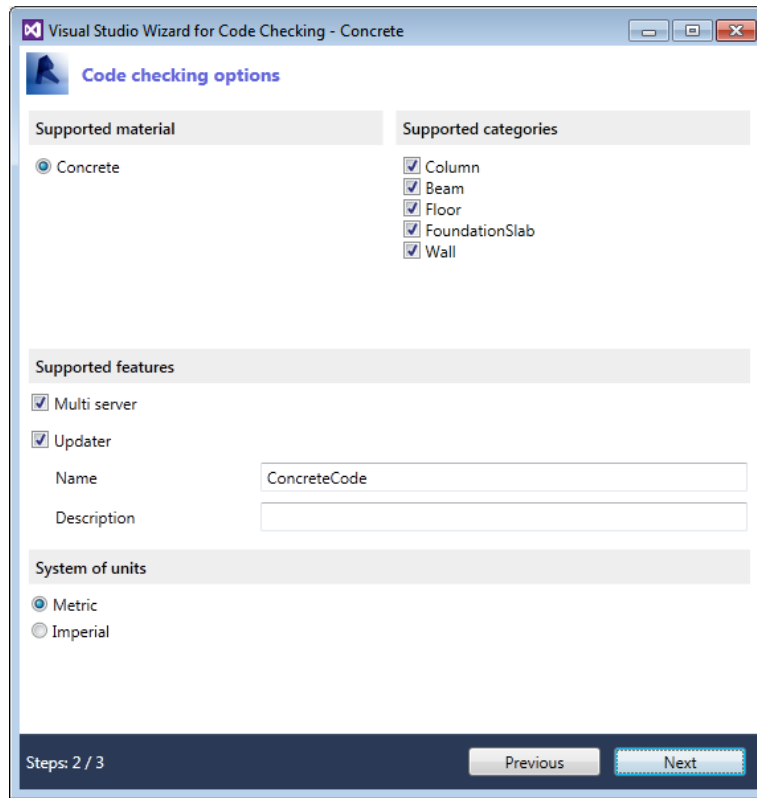 Visual Studio Wizard for Code Checking - Concrete
Code checking options
Supported material
Concrete
Supported categories
Column
Beam
Floor
FoundationSlab
Wall
Supported features
Multi server
Updater
Name
ConcreteCode
Description
System of units
Metric
Imperial
Steps: 2 / 3
Previous
Next